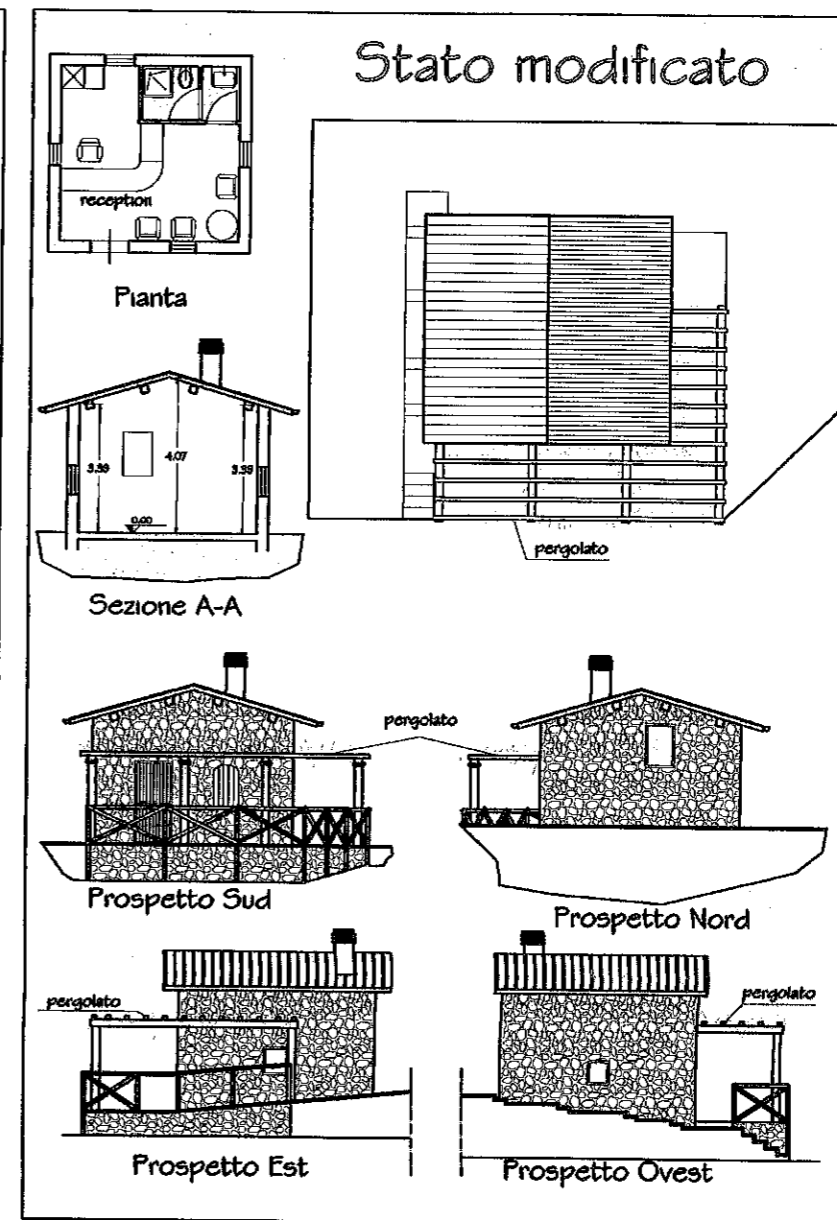 Stato modificato
reception
Pianta
3.39
4.07
3.39
0.00
Sezione A-A
pergolato
pergolato
Prospetto Sud
Prospetto Nord
pergolato
pergolato
Prospetto Est
Prospetto Ovest